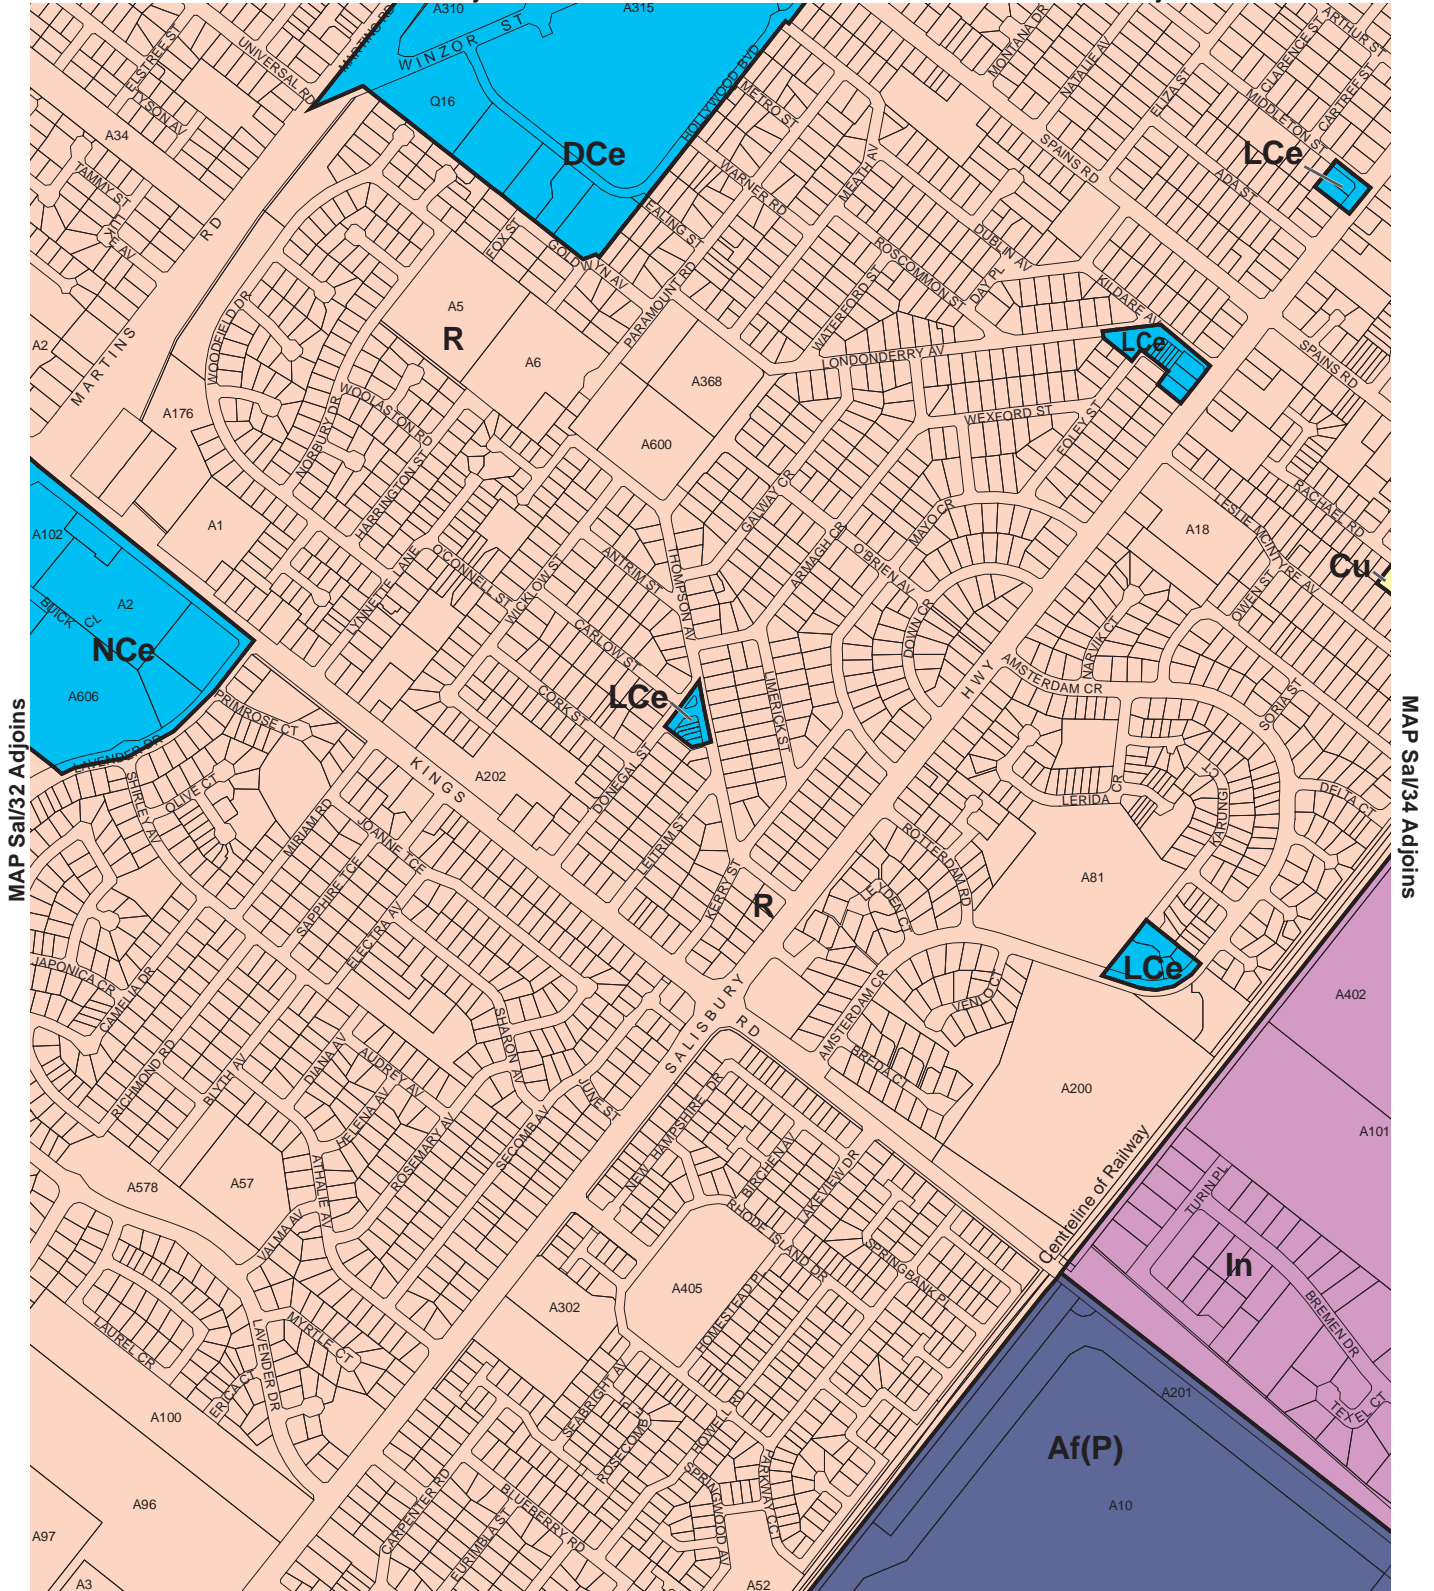 A310
A315
MARTINS RD
WINZOR ST
ELSTREE ST
UNIVERSAL RD
TYSON AV
A34
Q16
HOLLYWOOD BVD
METRO ST
MONTANA DR
NATALIE AV
ELIZA ST
CLARENCE ST
ARTHUR ST
CARTREF ST
MIDDLETON ST
SPAINS RD
LCe
ADA ST
DCe
TAMMY ST
WARNER RD
MEATH AV
EALING ST
FOX ST
GOLDWYN AV
RD
DUBLIN AV
ROSCOMMON ST
DAY PL
KILDARE AV
PARAMOUNT RD
WATERFORD ST
WOODFIELD DR
A5
R
A6
A2
MARTINS
LONDONDERRY AV
LCe
SPAINS RD
A368
A176
WOOLASTON RD
NORBURY DR
WEXFORD ST
FOLEY ST
A600
HARRINGTON ST
GALWAY CR
MAYO CR
RACHAEL RD
LESLIE MCINTYRE AV
A18
A1
A102
ARMAGH CR
O'BRIEN AV
THOMPSON AV
ANTRIM ST
O'CONNELL ST
WICKLOW ST
LYNNETTE LANE
Cu
OWEN ST
A2
BUICK CL
NCe
CARLOW ST
DOWN CR
NARVIK CT
AMSTERDAM CR
HWY
SORIA ST
A606
LIMERICK ST
LCe
CORK ST
PRIMROSE CT
LAVENDER DR
MAP Sal/32 Adjoins
MAP Sal/34 Adjoins
KINGS
A202
DONEGAL ST
SHIRLEY AV
OLIVE CT
MIRIAM RD
JOANNE TCE
LERIDA CR
KARUNGI CT
DELTA CT
LEITRIM ST
ROTTERDAM RD
A81
SAPPHIRE TCE
KERRY ST
R
LEYDEN CT
ELECTRA AV
JAPONICA CR
CAMELIA DR
LCe
VENLO CT
A402
AMSTERDAM CR
SALISBURY
RD
SHARON AV
DIANA AV
AUDREY AV
BREDA CT
RICHMOND RD
BLYTH AV
HELENA AV
JUNE ST
NEW HAMPSHIRE DR
A200
A101
SECOMB AV
ROSEMARY AV
BIRCHEN AV
LAKEVIEW DR
Centreline of Railway
A578
A57
ATHALIE AV
TURIN PL
VALMA AV
RHODE ISLAND DR
SPRINGBANK PL
In
A405
A302
HOMESTEAD PL
BREMEN DR
LAUREL CR
LAVENDER DR
MYRTLE CT
ERICA CT
SEABRIGHT AV
A201
TEXEL CT
A100
ROSECOMB PL
HOWELL RD
Af(P)
PARKWAY CCT
SPRINGWOOD AV
A96
CARPENTER RD
BLUEBERRY RD
EURIMBLA ST
A10
A97
A3
A52